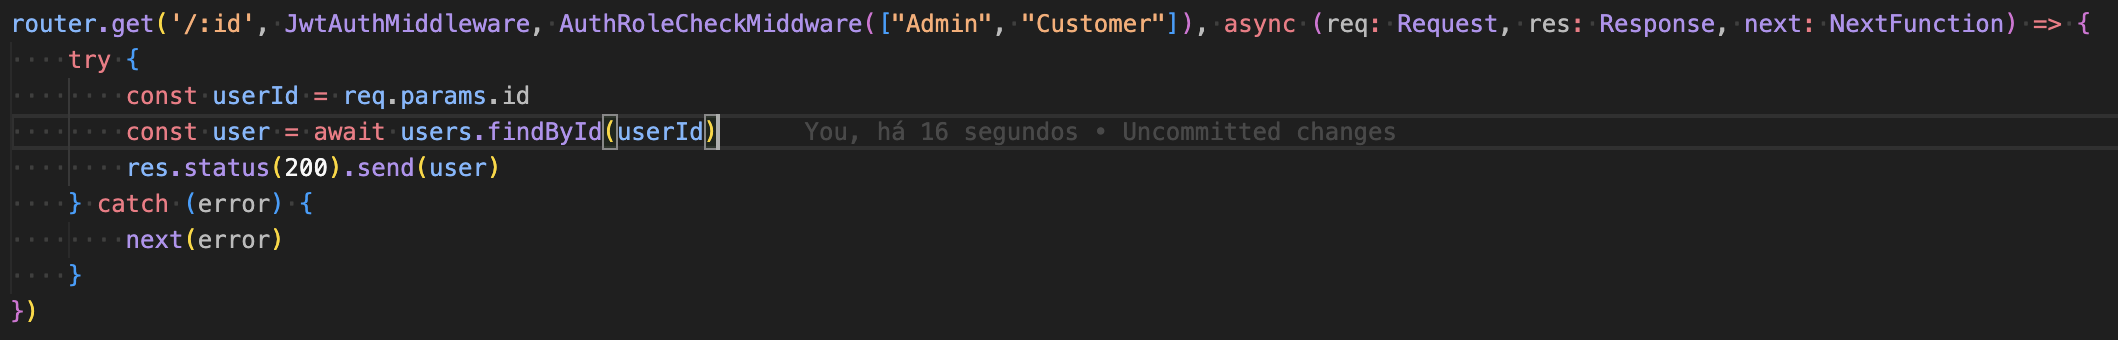 router.get('/:id', JwtAuthMiddleware, AuthRoleCheckMiddware(["Admin", "Customer"]), async (req: Request, res: Response, next: NextFunction) => {
    try {
        const userId = req.params.id
        const user = await users.findById(userId)      You, há 16 segundos • Uncommitted changes
        res.status(200).send(user)
    } catch (error) {
        next(error)
    }
})